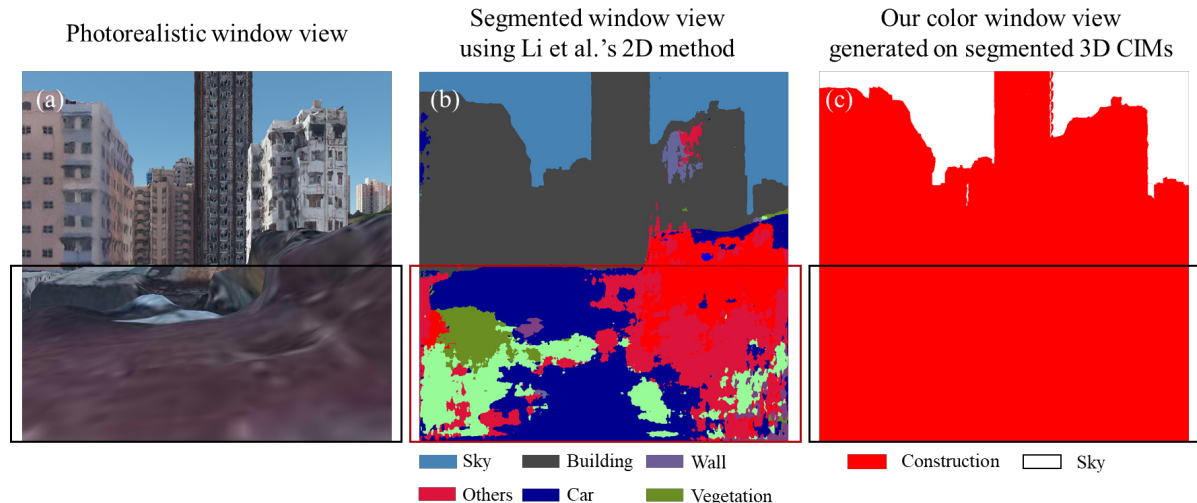 Photorealistic window view
Segmented window view
using Li et al.'s 2D method
Our color window view
generated on segmented 3D CIMs
(a)
(b)
(c)
Sky
Building
Wall
Others
Car
Vegetation
Construction
Sky